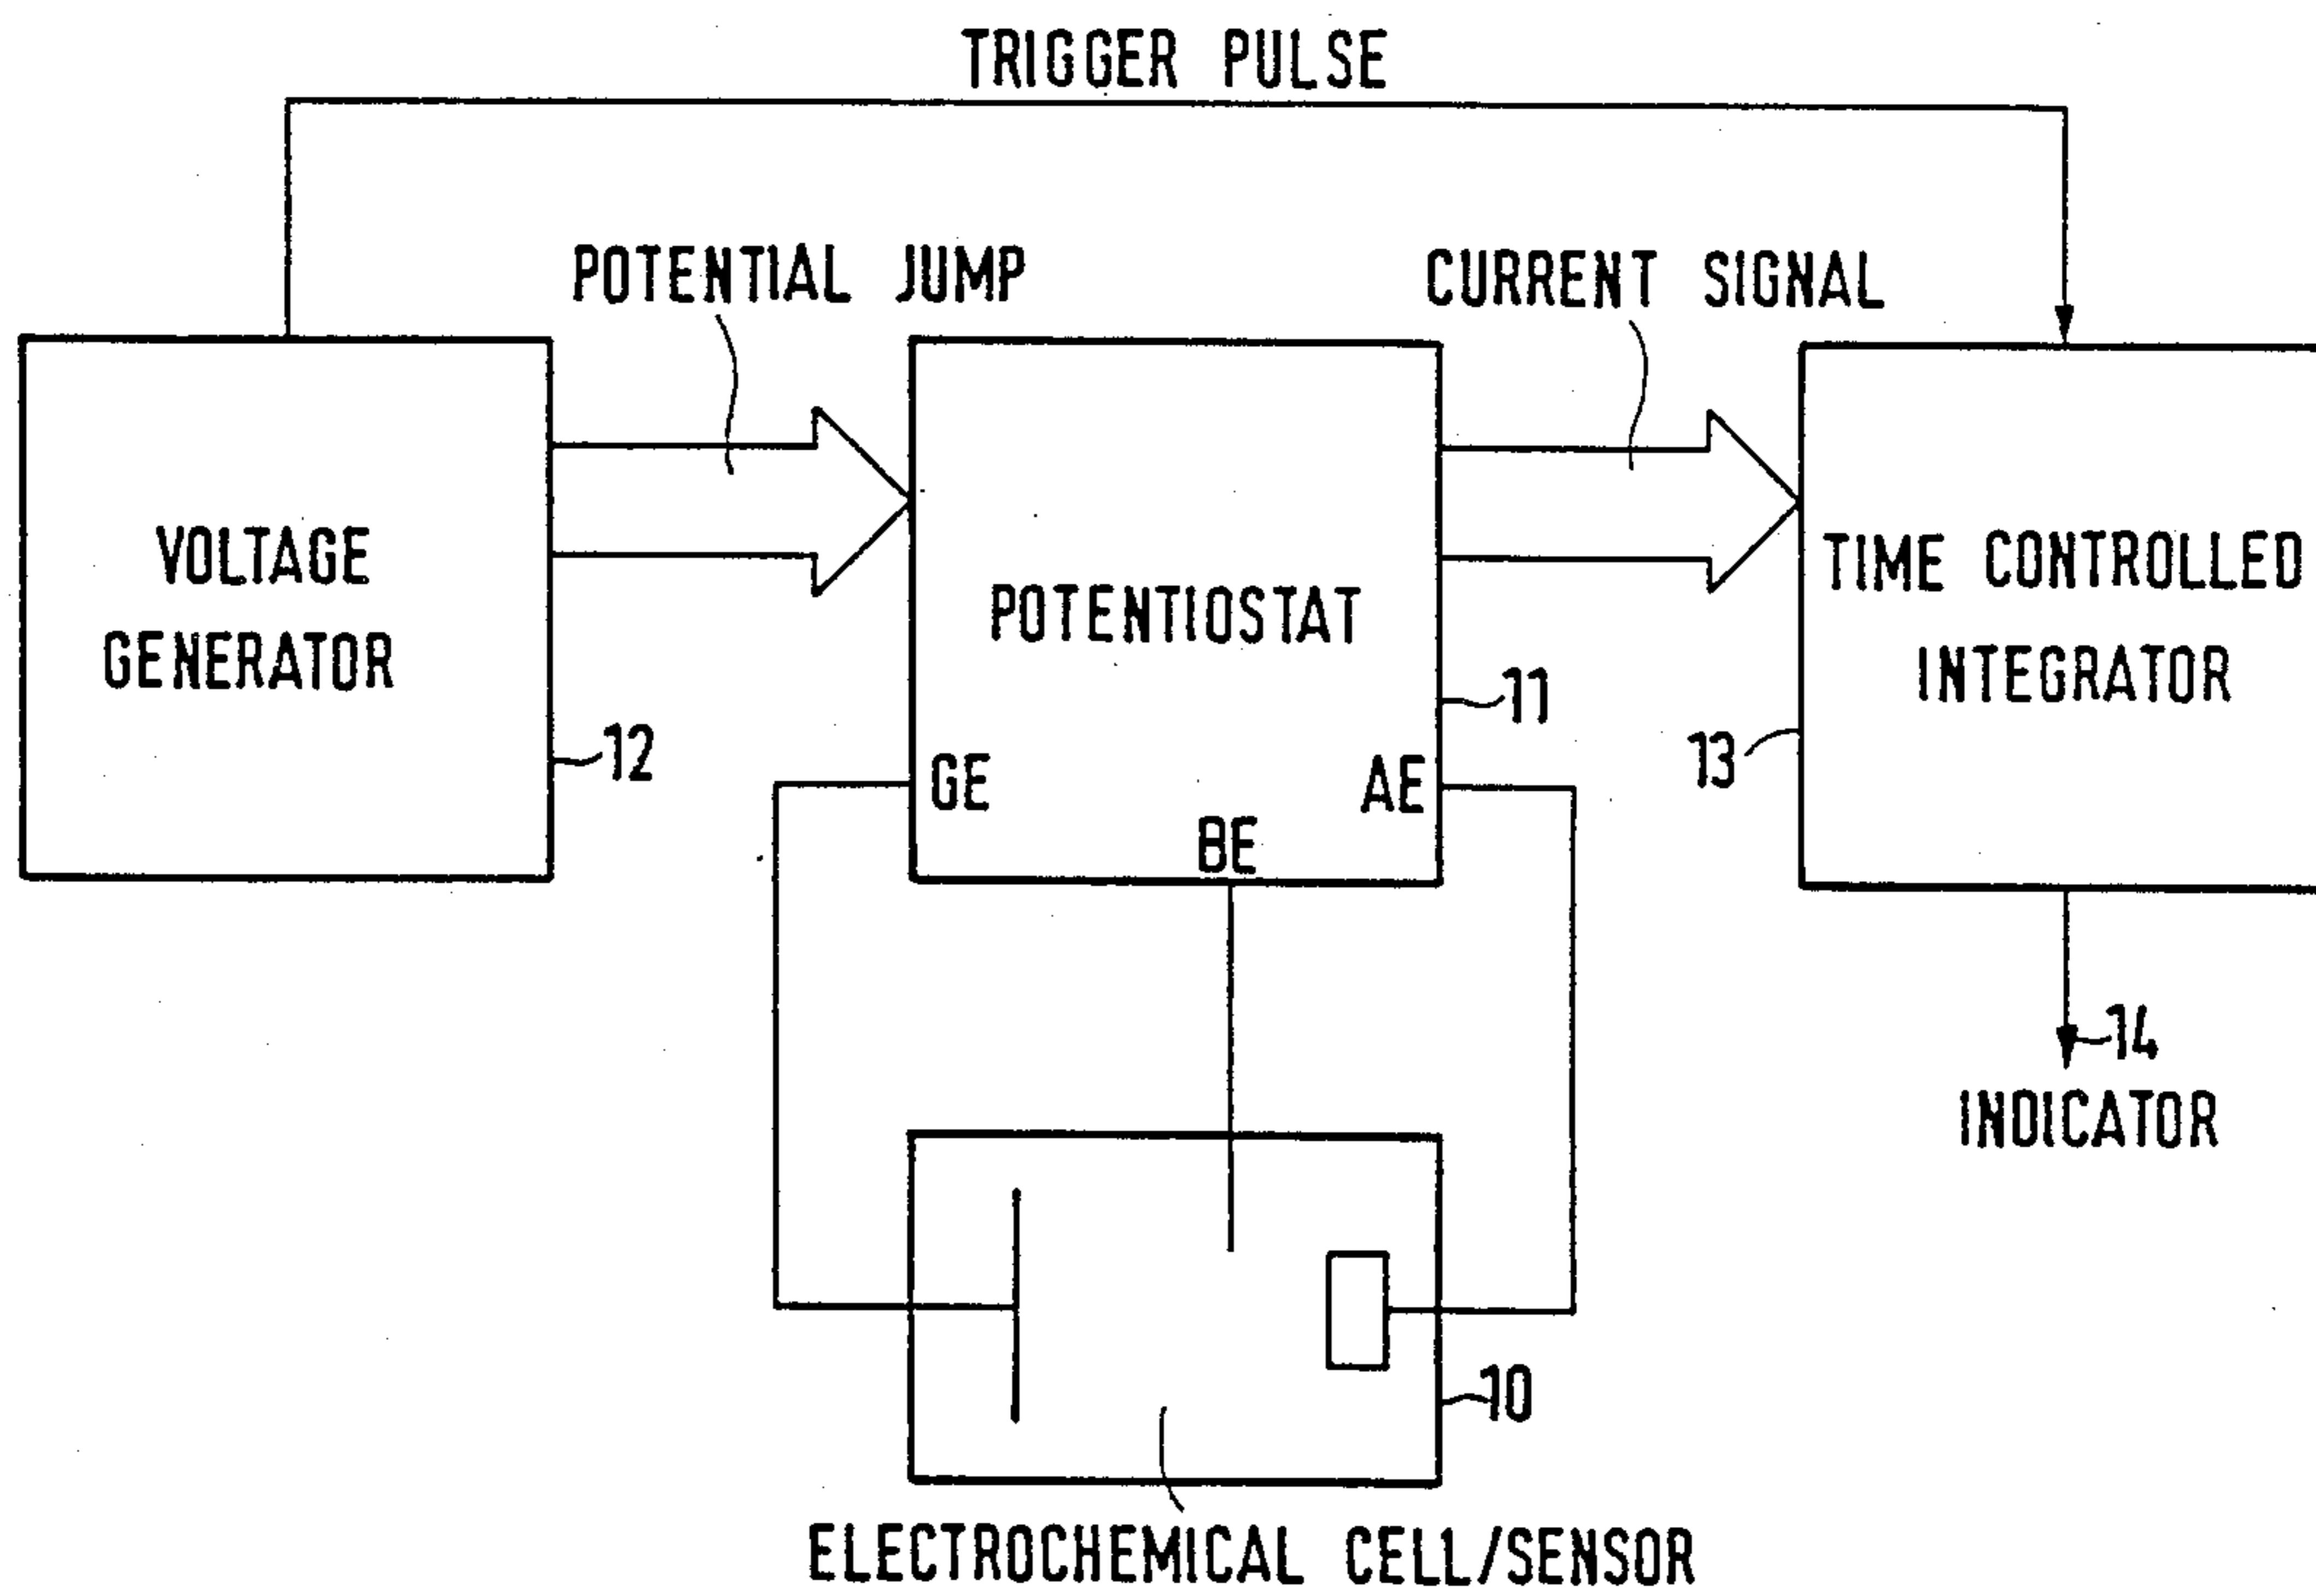 TRIGGER PULSE
POTENTIAL JUMP
CURRENT SIGNAL
VOLTAGE
GENERATOR
12
POTENTIOSTAT
11
GE
BE
AE
TIME CONTROLLED
INTEGRATOR
13
14
INDICATOR
10
ELECTROCHEMICAL CELL/SENSOR